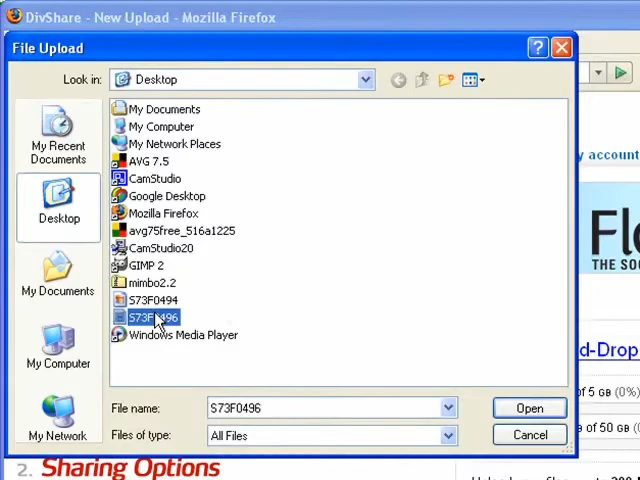 DivShare - New Upload - Mozilla Firefox
File Upload
Look in:
Desktop
My Recent
Documents
Desktop
My Documents
My Computer
My Network
My Documents
My Computer
My Network Places
AVG 7.5
CamStudio
Google Desktop
Mozilla Firefox
avg75free_516a1225
CamStudio20
GIMP 2
mimbo2.2
S73F0494
S73F0496
Windows Media Player
File name:
S73F0496
Open
Files of type:
All Files
Cancel
y account
Flo
THE SO
d-Drop
of 5 GB (0%)
of 50 GB
2. Sharing Options